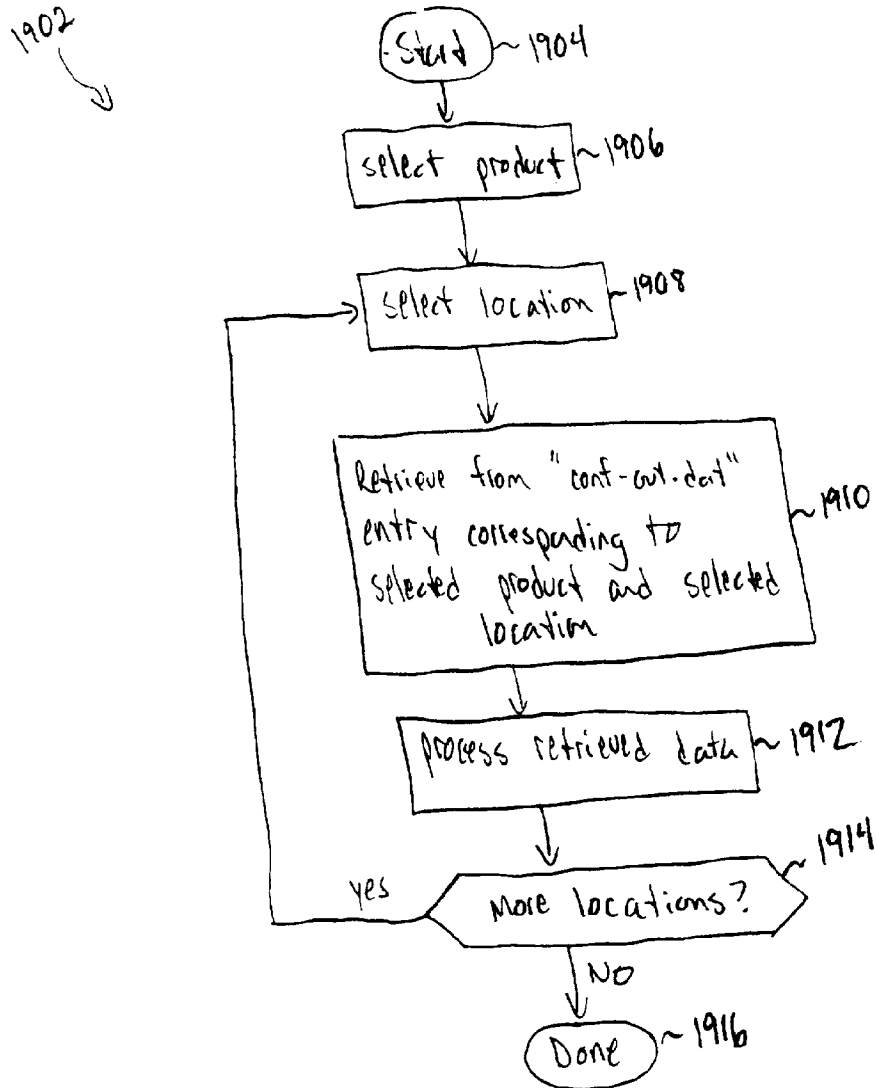 1902
Start ~ 1904
select product ~ 1906
select location ~ 1908
Retrieve from "conf-out.dat"
entry corresponding to
selected product and selected
location
~ 1910
process retrieved data ~ 1912
More locations? ~ 1914
yes
NO
Done ~ 1916